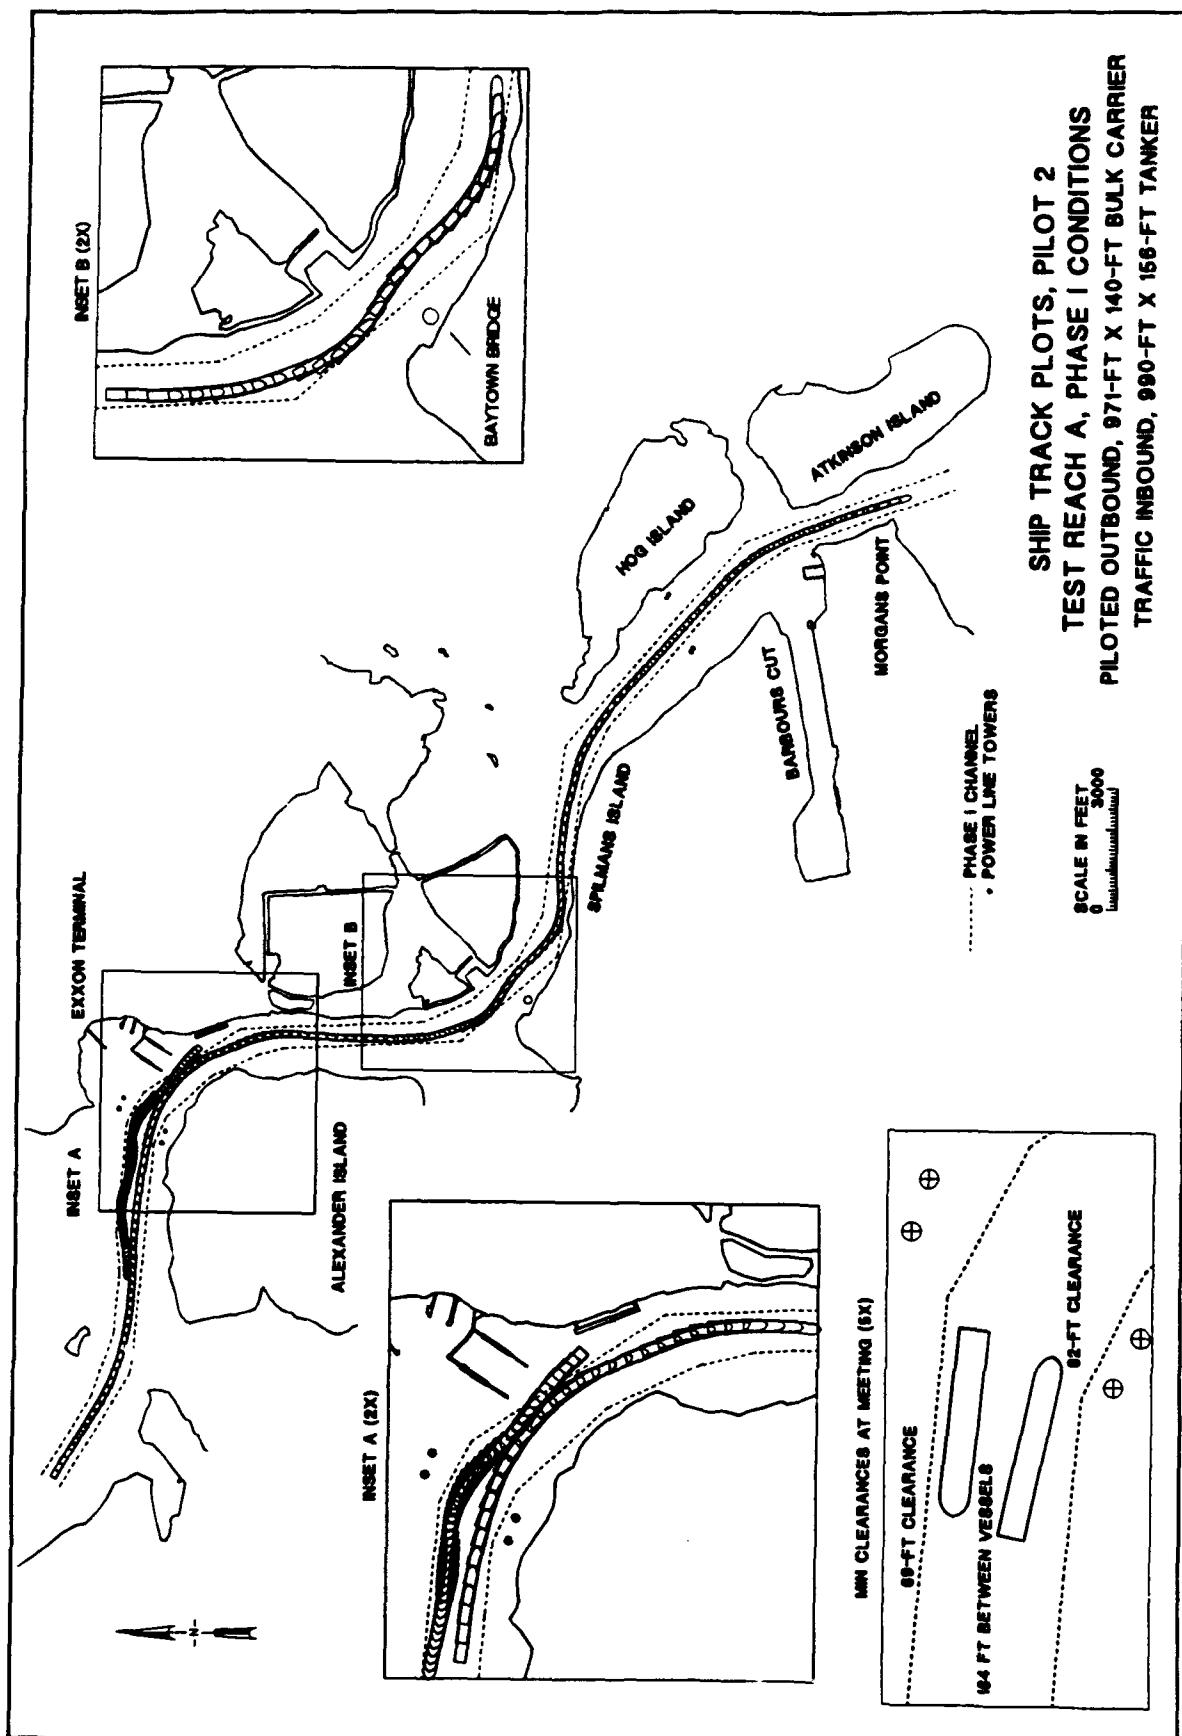 INSET B (2X)
BAYTOWN BRIDGE
EXXON TERMINAL
INSET A
INSET B
ALEXANDER ISLAND
HOG ISLAND
ATKINSON ISLAND
SPILMANS ISLAND
BARBOURS CUT
MORGANS POINT
INSET A (2X)
-N-
MIN CLEARANCES AT MEETING (5X)
69-FT CLEARANCE
164 FT BETWEEN VESSELS
62-FT CLEARANCE
PHASE I CHANNEL
• POWER LINE TOWERS
SCALE IN FEET
0 3000
SHIP TRACK PLOTS, PILOT 2
TEST REACH A, PHASE I CONDITIONS
PILOTED OUTBOUND, 971-FT X 140-FT BULK CARRIER
TRAFFIC INBOUND, 990-FT X 156-FT TANKER